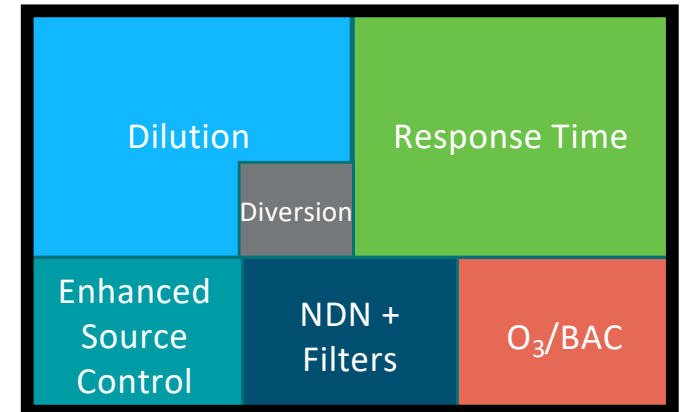 Dilution
Response Time
Diversion
Enhanced
Source
Control
NDN +
Filters
O₃/BAC